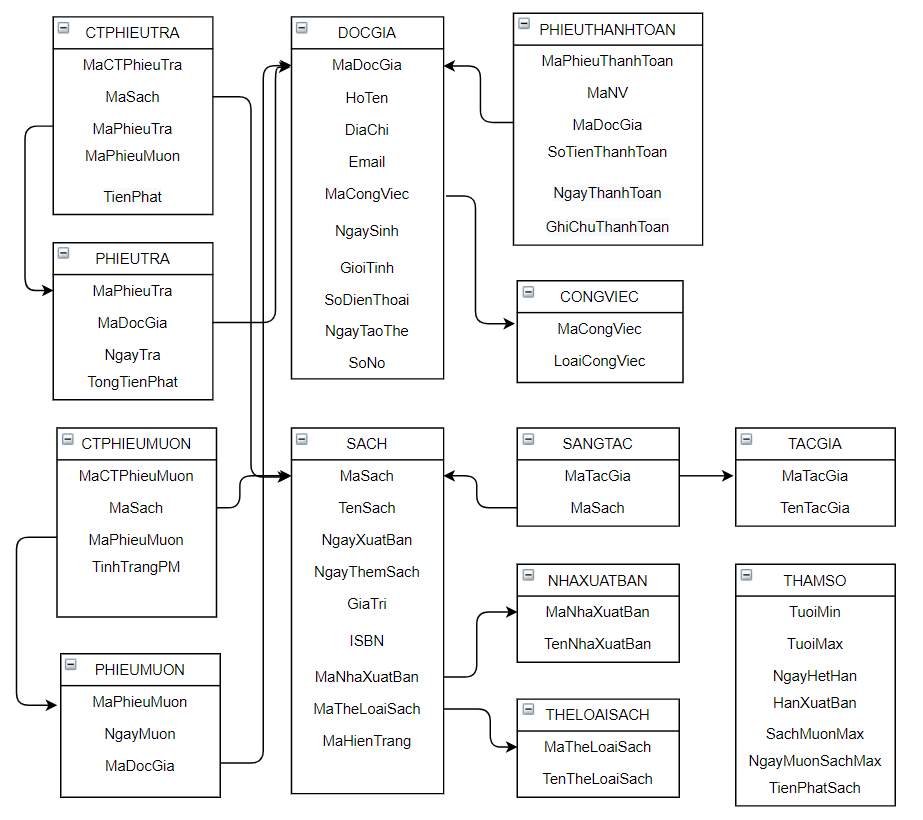 CTPHIEUTRA
MaCTPhieuTra
MaSach
MaPhieuTra
MaPhieuMuon
TienPhat
DOCGIA
MaDocGia
HoTen
DiaChi
Email
MaCongViec
NgaySinh
GioiTinh
SoDienThoai
NgayTaoThe
SoNo
PHIEUTHANHTOAN
MaPhieuThanhToan
MaNV
MaDocGia
SoTienThanhToan
NgayThanhToan
GhiChuThanhToan
PHIEUTRA
MaPhieuTra
MaDocGia
NgayTra
TongTienPhat
CONGVIEC
MaCongViec
LoaiCongViec
CTPHIEUMUON
MaCTPhieuMuon
MaSach
MaPhieuMuon
TinhTrangPM
SACH
MaSach
TenSach
NgayXuatBan
NgayThemSach
GiaTri
ISBN
MaNhaXuatBan
MaTheLoaiSach
MaHienTrang
SANGTAC
MaTacGia
MaSach
TACGIA
MaTacGia
TenTacGia
NHAXUATBAN
MaNhaXuatBan
TenNhaXuatBan
THAMSO
TuoiMin
TuoiMax
NgayHetHan
HanXuatBan
SachMuonMax
NgayMuonSachMax
TienPhatSach
PHIEUMUON
MaPhieuMuon
NgayMuon
MaDocGia
THELOAISACH
MaTheLoaiSach
TenTheLoaiSach